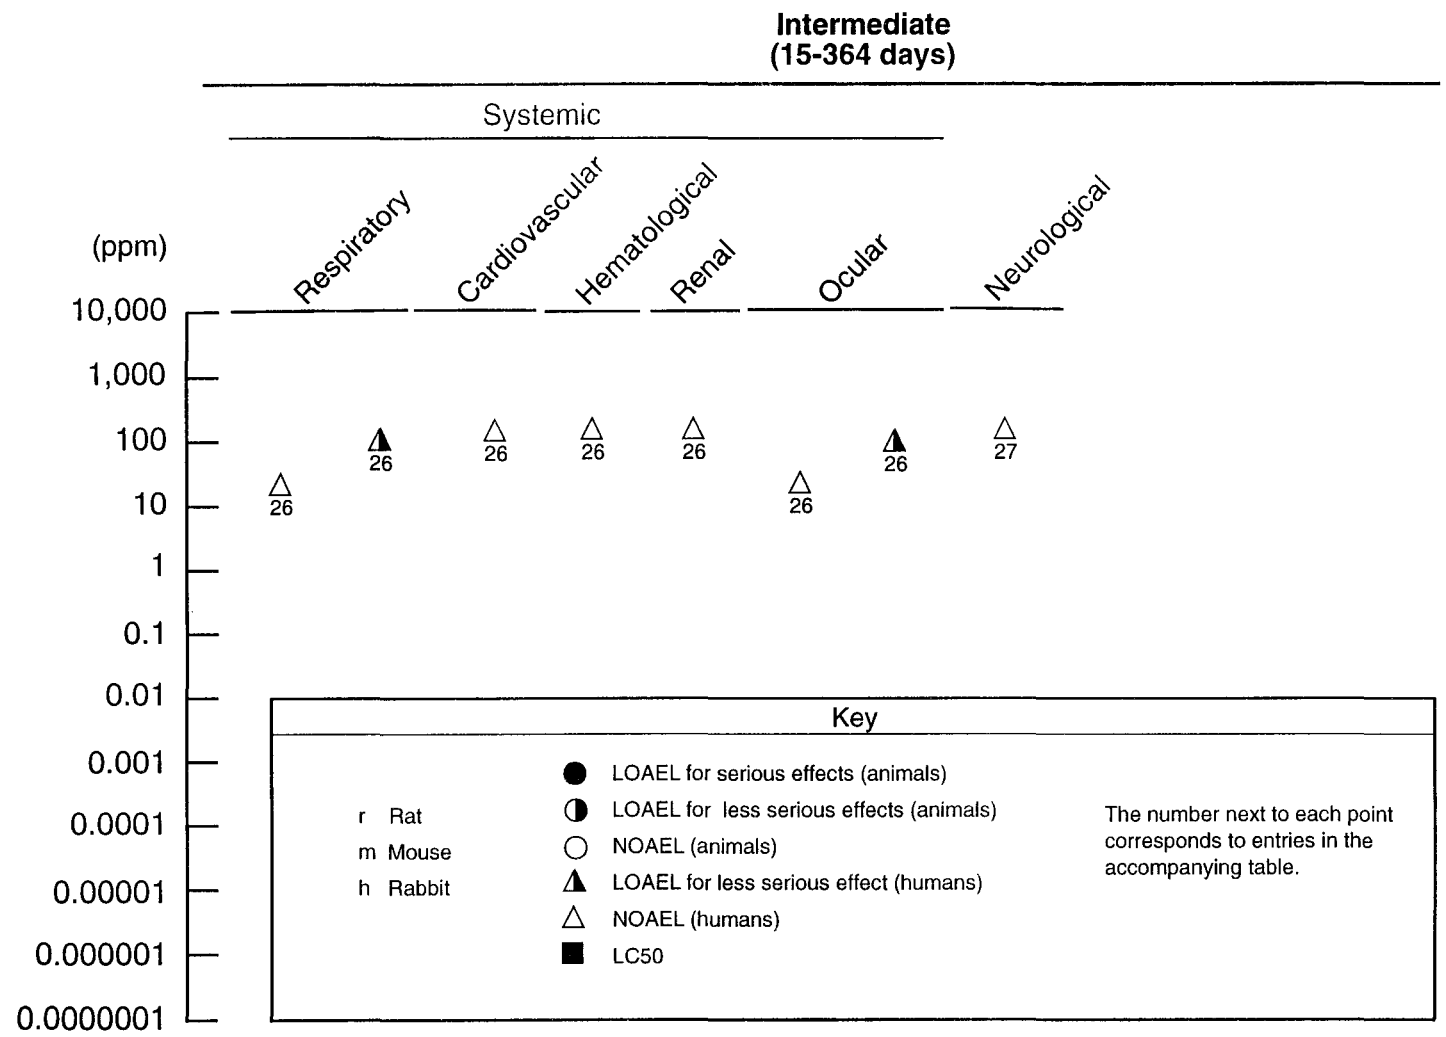 Intermediate
(15-364 days)
Systemic
Respiratory
Cardiovascular
Hematological
Renal
Ocular
Neurological
(ppm)
10,000
1,000
100
10
1
0.1
0.01
0.001
0.0001
0.00001
0.000001
0.0000001
26
26
26
26
26
26
26
27
Key
r Rat
m Mouse
h Rabbit
LOAEL for serious effects (animals)
LOAEL for less serious effects (animals)
NOAEL (animals)
LOAEL for less serious effect (humans)
NOAEL (humans)
LC50
The number next to each point
corresponds to entries in the
accompanying table.